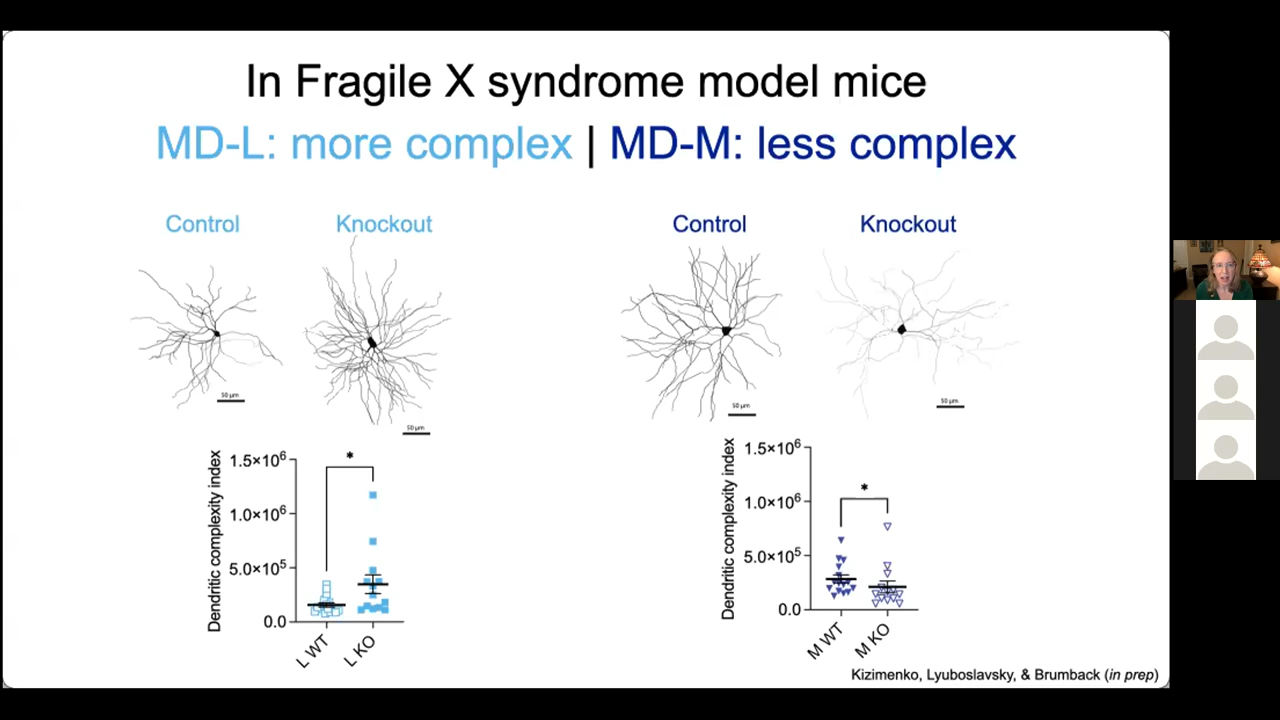 In Fragile X syndrome model mice
MD-L: more complex | MD-M: less complex
Control
Knockout
Control
Knockout
50 µm
50 µm
50 µm
50 µm
Dendritic complexity index
1.5×10⁶
1.0×10⁶
5.0×10⁵
0.0
*
L WT
L KO
Dendritic complexity index
1.5×10⁶
1.0×10⁶
5.0×10⁵
0.0
*
M WT
M KO
Kizimenko, Lyuboslavsky, & Brumback (in prep)